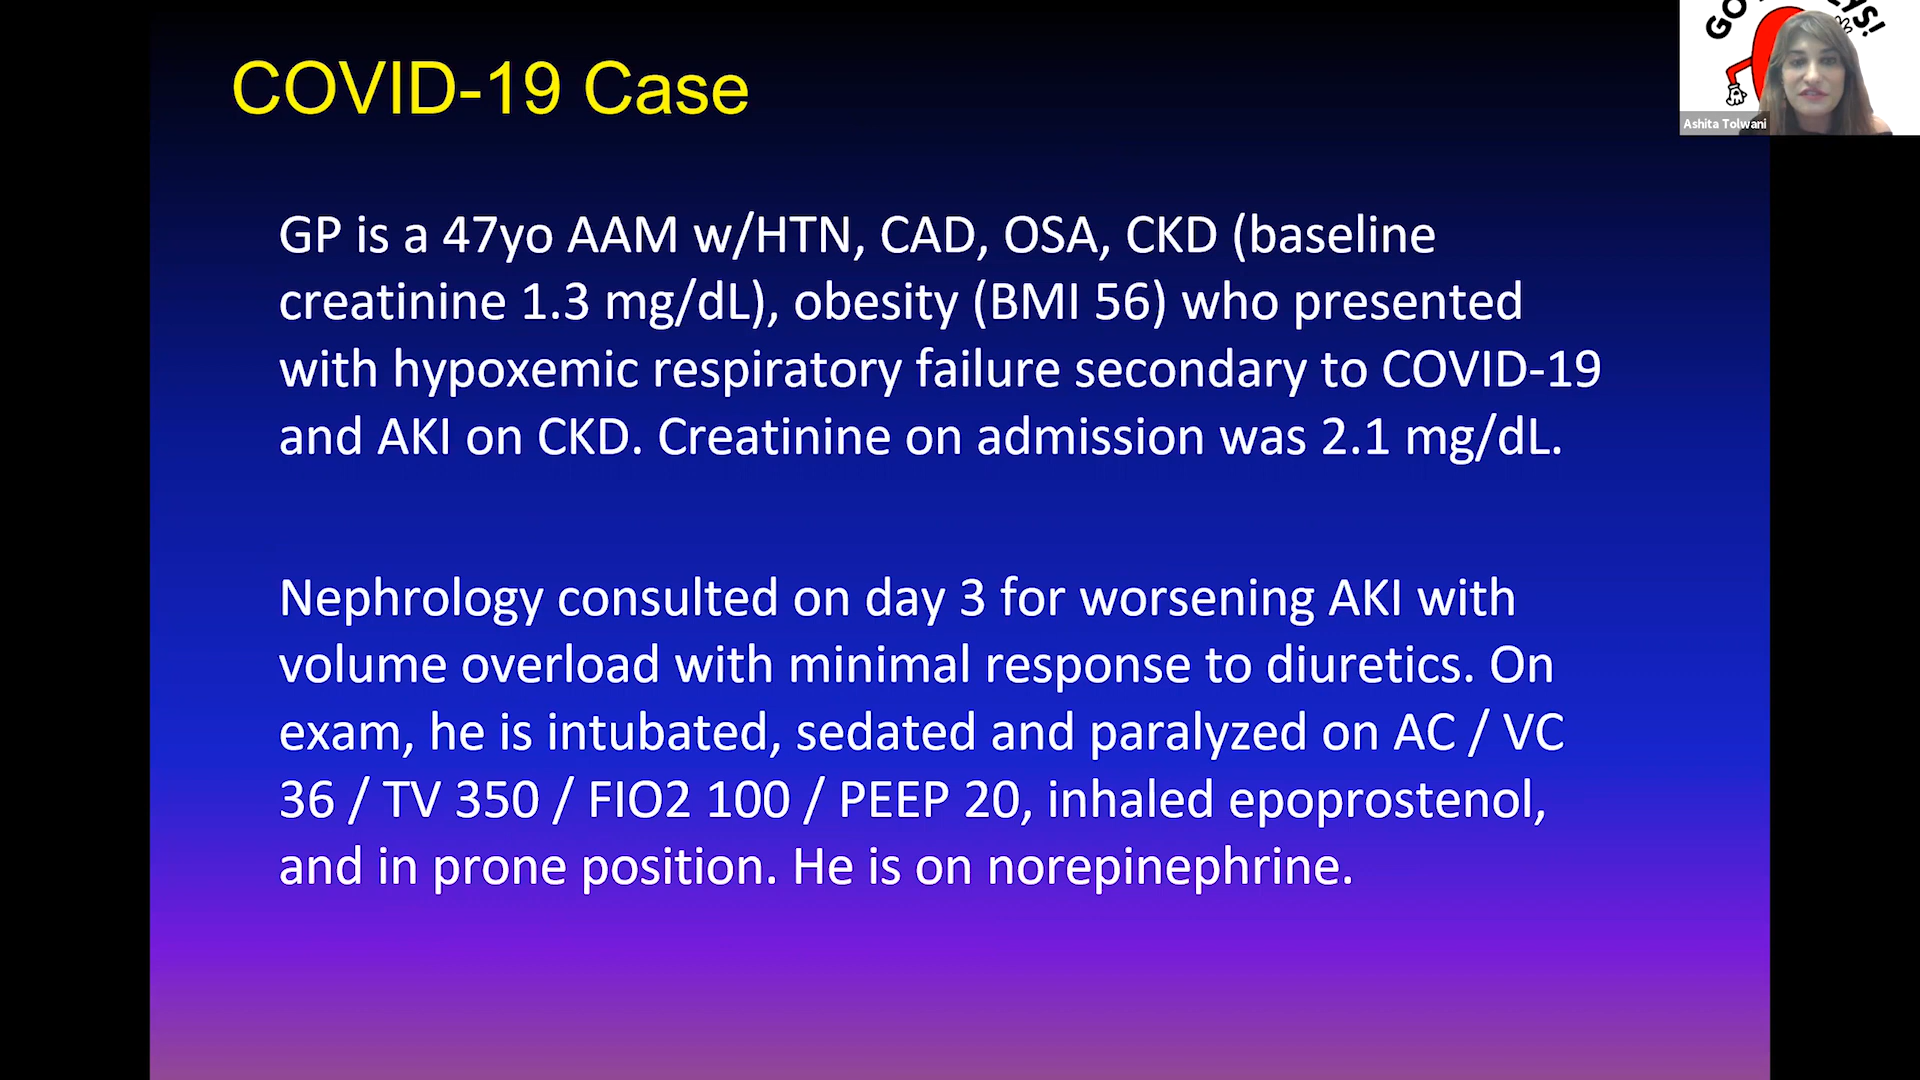 COVID-19 Case
GP is a 47yo AAM w/HTN, CAD, OSA, CKD (baseline
creatinine 1.3 mg/dL), obesity (BMI 56) who presented
with hypoxemic respiratory failure secondary to COVID-19
and AKI on CKD. Creatinine on admission was 2.1 mg/dL.
Nephrology consulted on day 3 for worsening AKI with
volume overload with minimal response to diuretics. On
exam, he is intubated, sedated and paralyzed on AC / VC
36 / TV 350 / FIO2 100 / PEEP 20, inhaled epoprostenol,
and in prone position. He is on norepinephrine.
Ashita Tolwani